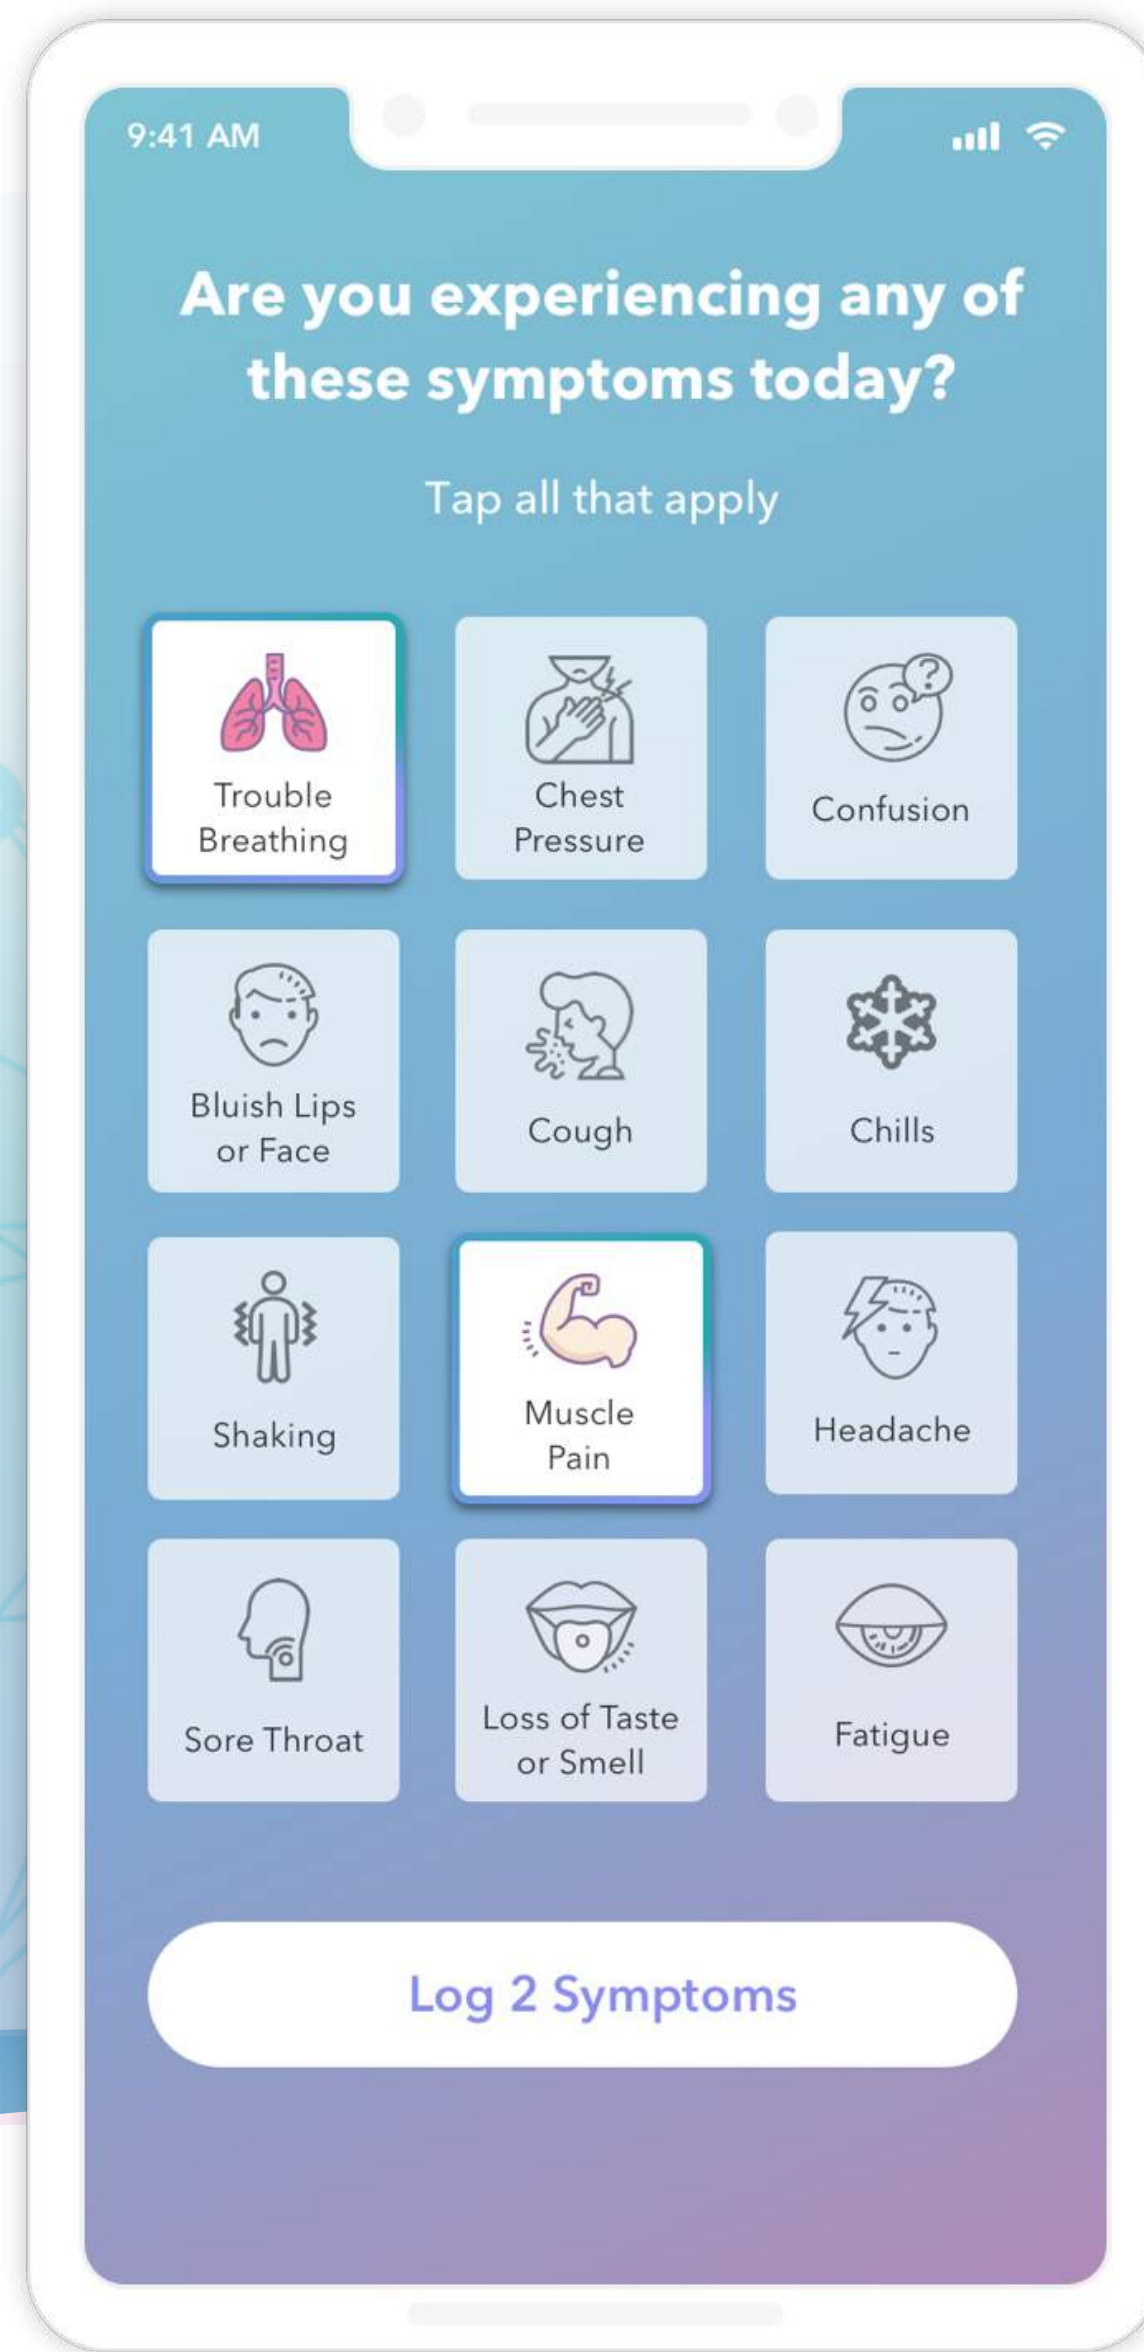 9:41 AM
Are you experiencing any of
these symptoms today?
Tap all that apply
Trouble
Breathing
Chest
Pressure
Confusion
Bluish Lips
or Face
Cough
Chills
Shaking
Muscle
Pain
Headache
Sore Throat
Loss of Taste
or Smell
Fatigue
Log 2 Symptoms